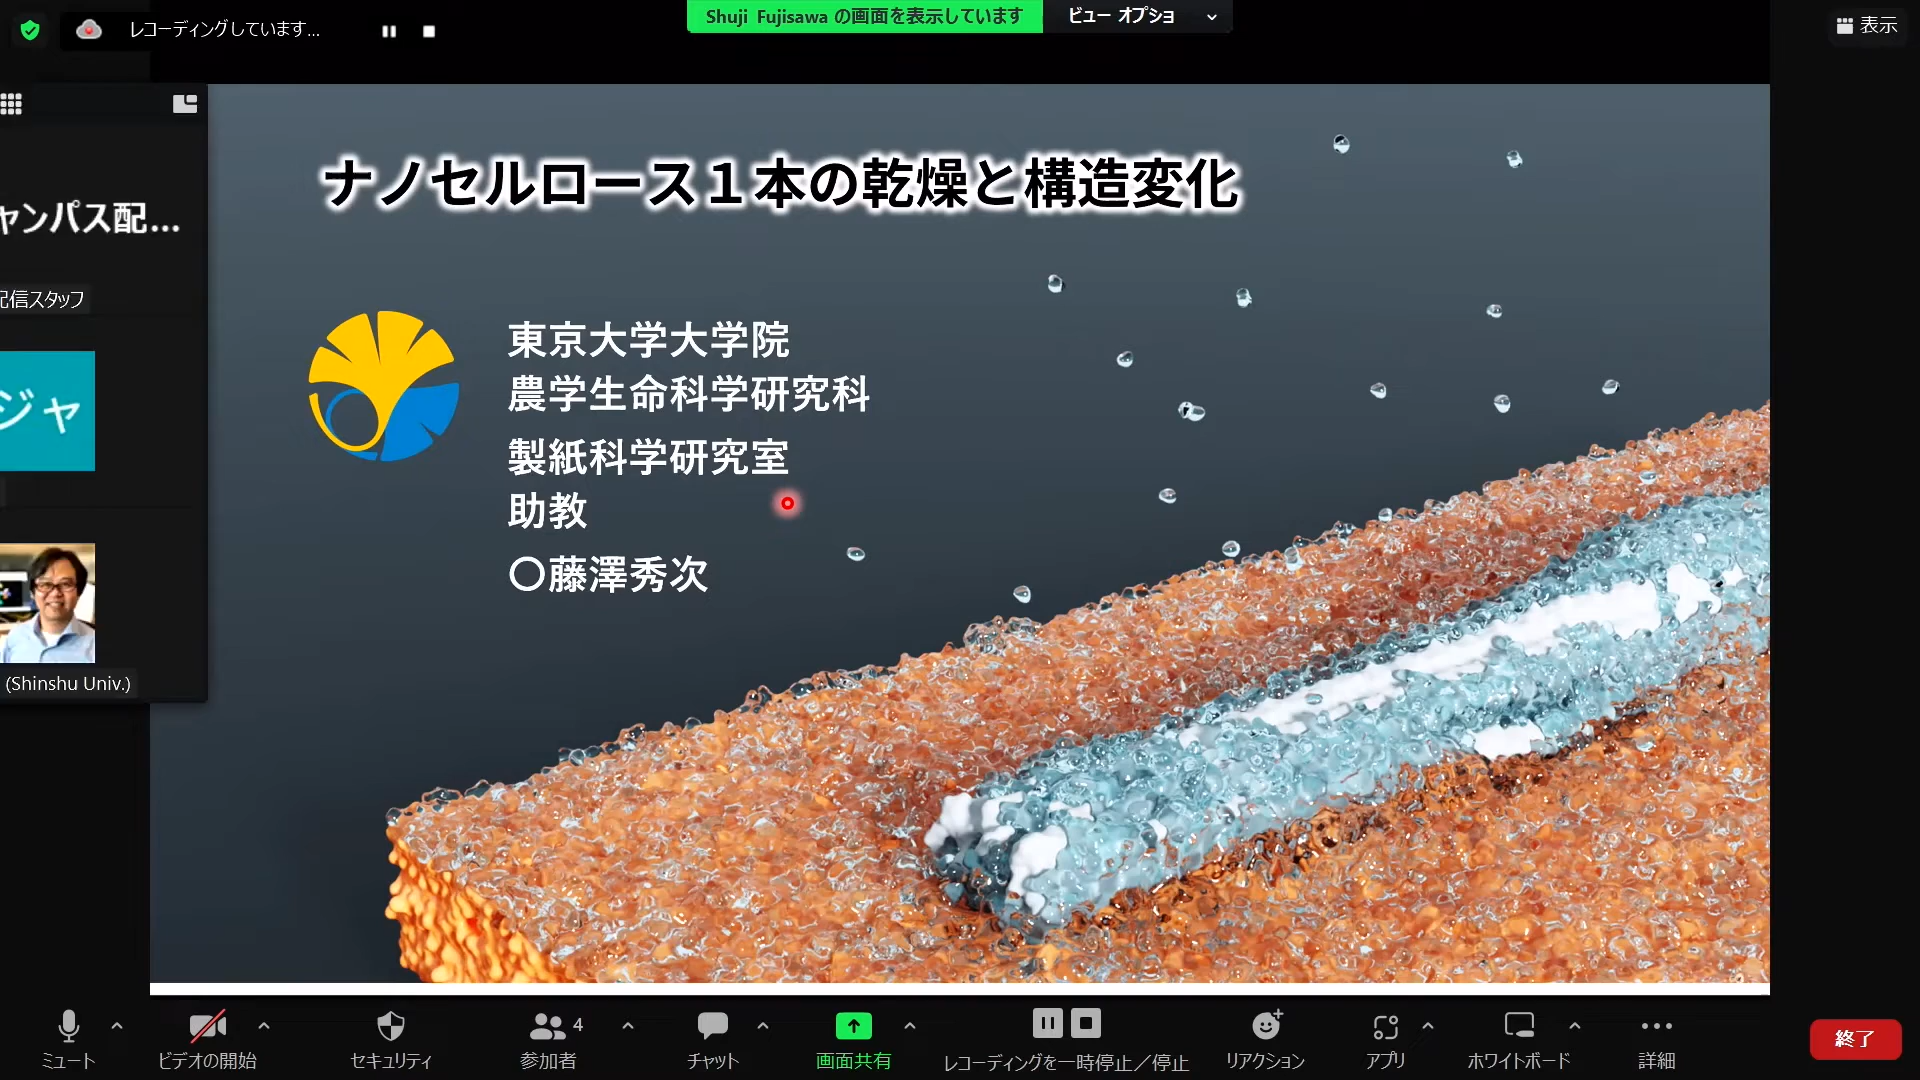 レコーディングしています...
Shuji Fujisawa の画面を表示しています
ビュー オプショ
表示
ャンパス配...
配信スタッフ
ジャ
(Shinshu Univ.)
ナノセルロース１本の乾燥と構造変化
東京大学大学院
農学生命科学研究科
製紙科学研究室
助教
〇藤澤秀次
ミュート
ビデオの開始
セキュリティ
4
参加者
チャット
画面共有
レコーディングを一時停止／停止
リアクション
アプリ
ホワイトボード
詳細
終了